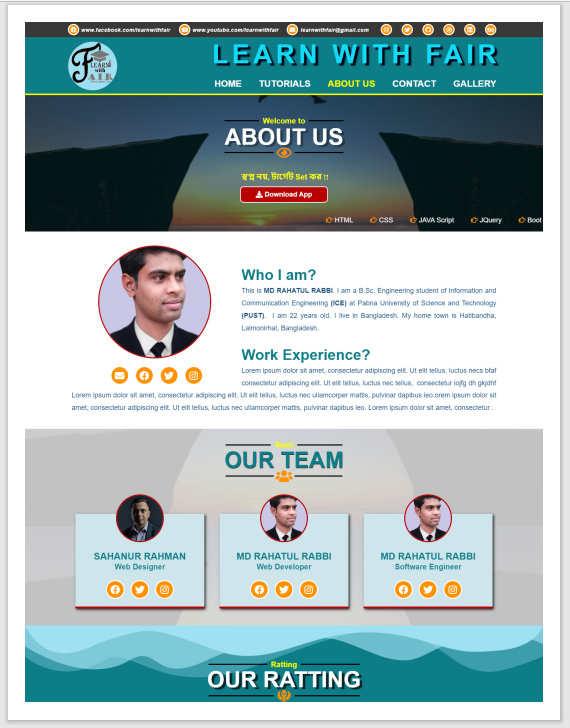 www.facebook.com/learnwithfair www.youtube.com/learnwithfair learnwithfair@gmail.com
LEARN with FAIR
LEARN WITH FAIR
HOME TUTORIALS ABOUT US CONTACT GALLERY
Welcome to
ABOUT US
স্বপ্ন নয়, টার্গেট Set কর !!
Download App
HTML CSS JAVA Script JQuery Boot
Who I am?
This is MD RAHATUL RABBI. I am a B.Sc. Engineering student of Information and
Communication Engineering (ICE) at Pabna University of Science and Technology
(PUST). I am 22 years old. I live in Bangladesh. My home town is Hatibandha,
Lalmonirhat, Bangladesh.
Work Experience?
Lorem ipsum dolor sit amet, consectetur adipiscing elit. Ut elit tellus, luctus necs bfaf
consectetur adipiscing elit. Ut elit tellus, luctus nec tellus, consectetur iojfg dh gkjdhf
Lorem ipsum dolor sit amet, consectetur adipiscing elit. Ut elit tellus, luctus nec ullamcorper mattis, pulvinar dapibus leo.orem ipsum dolor sit
amet, consectetur adipiscing elit. Ut elit tellus, luctus nec ullamcorper mattis, pulvinar dapibus leo. Lorem ipsum dolor sit amet, consectetur .
OUR TEAM
SAHANUR RAHMAN
Web Designer
MD RAHATUL RABBI
Web Developer
MD RAHATUL RABBI
Software Engineer
Ratting
OUR RATTING